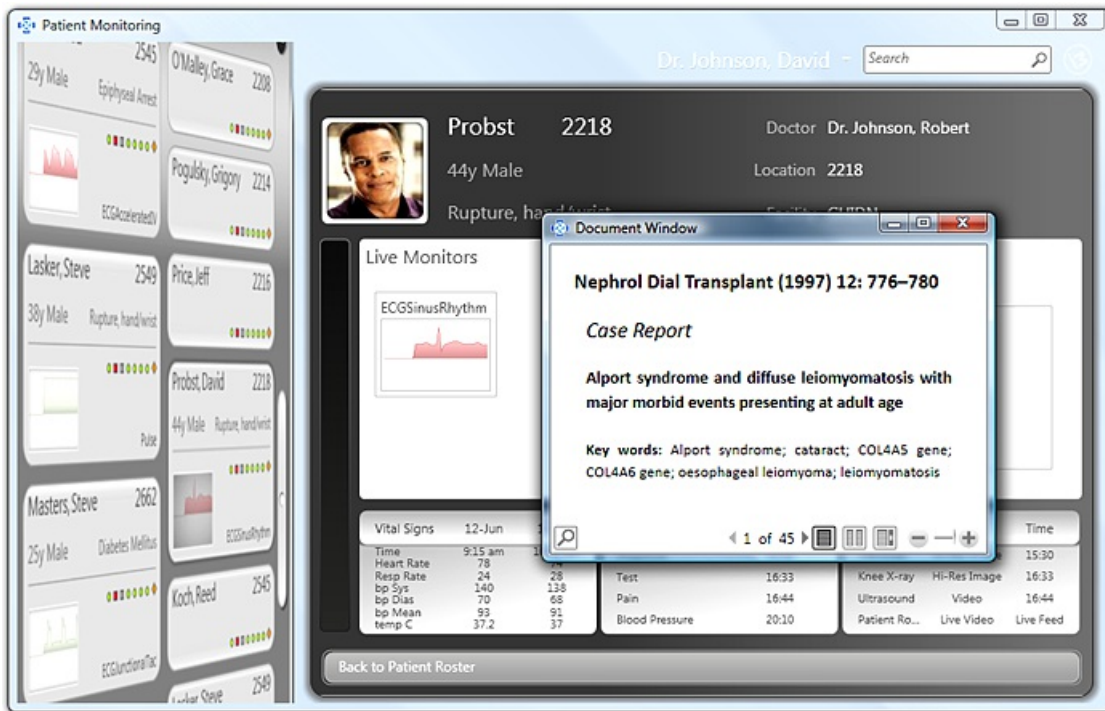 Patient Monitoring
Dr. Johnson, David
Search
2545
29y Male
Epiphyseal Arrest
ECGAcceleratedIV
Lasker, Steve 2549
38y Male Rupture, hand/wrist
Pulse
Masters, Steve 2662
25y Male Diabetes Mellitus
ECGJunctionalTac
O'Malley, Grace 2208
Pogulsky, Grigory 2214
Price, Jeff 2216
Probst, David 2218
44y Male Rupture, hand/wrist
ECGSinusRhythm
Koch, Reed 2545
Lasker Steve 2549
Probst 2218
44y Male
Rupture, hand/wrist
Doctor Dr. Johnson, Robert
Location 2218
Live Monitors
ECGSinusRhythm
Document Window
Nephrol Dial Transplant (1997) 12: 776–780
Case Report
Alport syndrome and diffuse leiomyomatosis with
major morbid events presenting at adult age
Key words: Alport syndrome; cataract; COL4A5 gene;
COL4A6 gene; oesophageal leiomyoma; leiomyomatosis
1 of 45
Vital Signs 12-Jun
Time 9:15 am
Heart Rate 78
Resp Rate 24 28
bp Sys 140 138
bp Dias 70 68
bp Mean 93 91
temp C 37.2 37
Test 16:33
Pain 16:44
Blood Pressure 20:10
Time
15:30
Knee X-ray Hi-Res Image 16:33
Ultrasound Video 16:44
Patient Ro... Live Video Live Feed
Back to Patient Roster